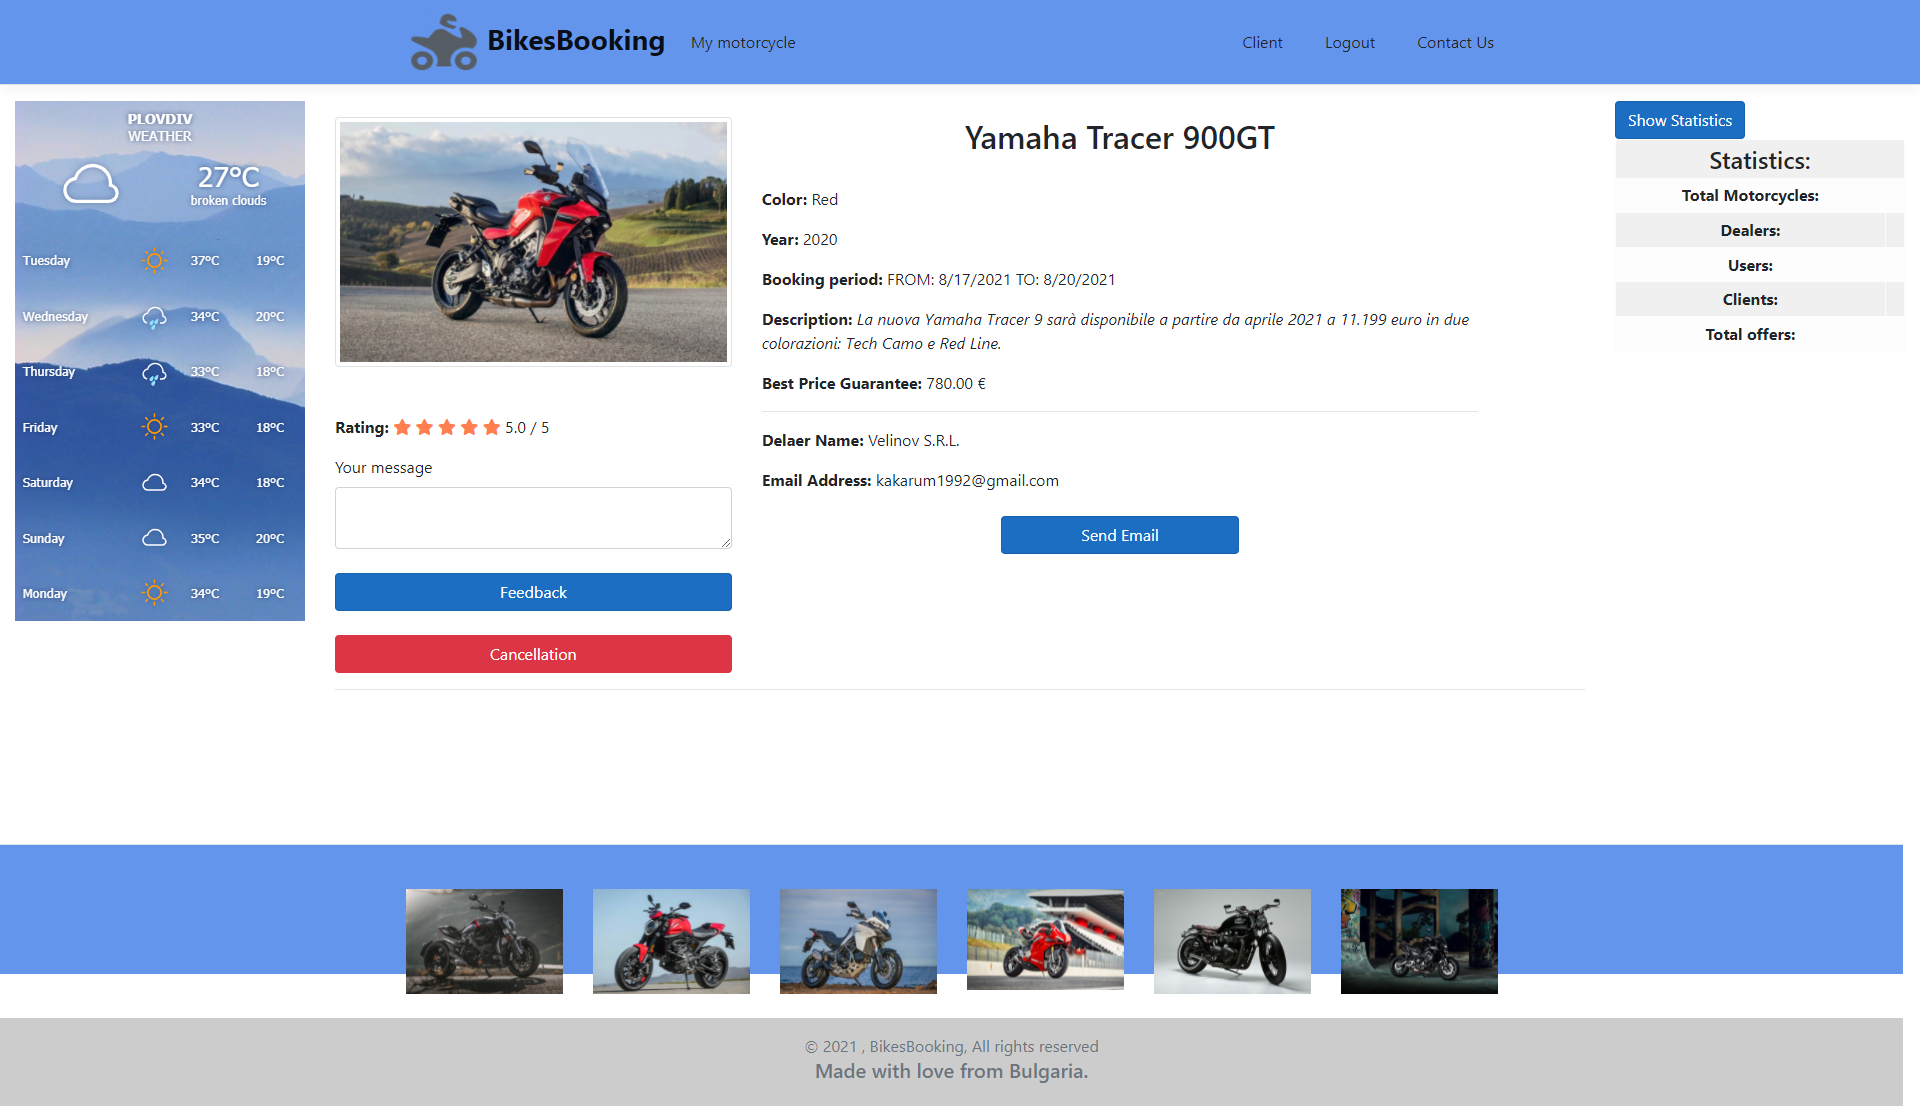 BikesBooking
My motorcycle
Client
Logout
Contact Us
PLOVDIV
WEATHER
27°C
broken clouds
Tuesday 37°C 19°C
Wednesday 34°C 20°C
Thursday 33°C 18°C
Friday 33°C 18°C
Saturday 34°C 18°C
Sunday 35°C 20°C
Monday 34°C 19°C
Rating: 5.0 / 5
Your message
Feedback
Cancellation
Yamaha Tracer 900GT
Color: Red
Year: 2020
Booking period: FROM: 8/17/2021 TO: 8/20/2021
Description: La nuova Yamaha Tracer 9 sarà disponibile a partire da aprile 2021 a 11.199 euro in due
colorazioni: Tech Camo e Red Line.
Best Price Guarantee: 780.00 €
Delaer Name: Velinov S.R.L.
Email Address: kakarum1992@gmail.com
Send Email
Show Statistics
Statistics:
Total Motorcycles:
Dealers:
Users:
Clients:
Total offers:
© 2021 , BikesBooking, All rights reserved
Made with love from Bulgaria.